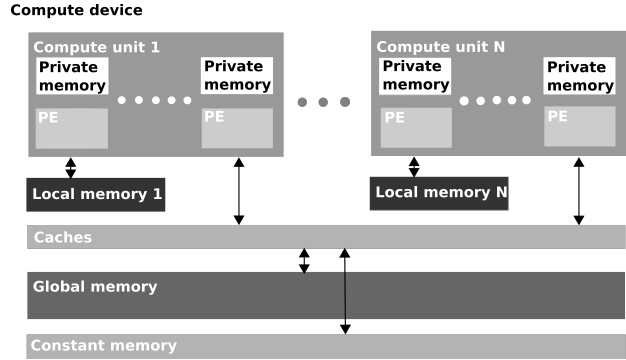 Compute device
Compute unit 1
Private
memory
Private
memory
PE
PE
Compute unit N
Private
memory
Private
memory
PE
PE
Local memory 1
Local memory N
Caches
Global memory
Constant memory